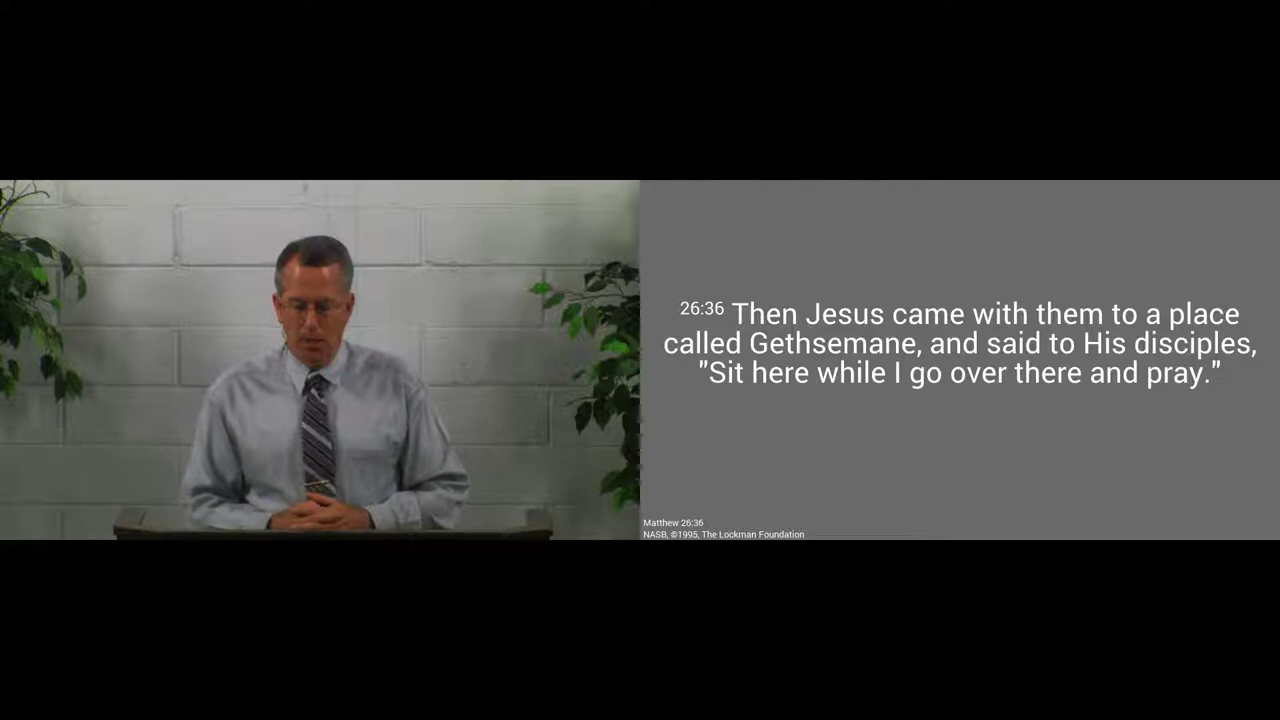 26:36 Then Jesus came with them to a place
called Gethsemane, and said to His disciples,
"Sit here while I go over there and pray."
Matthew 26:36
NASB, ©1995, The Lockman Foundation